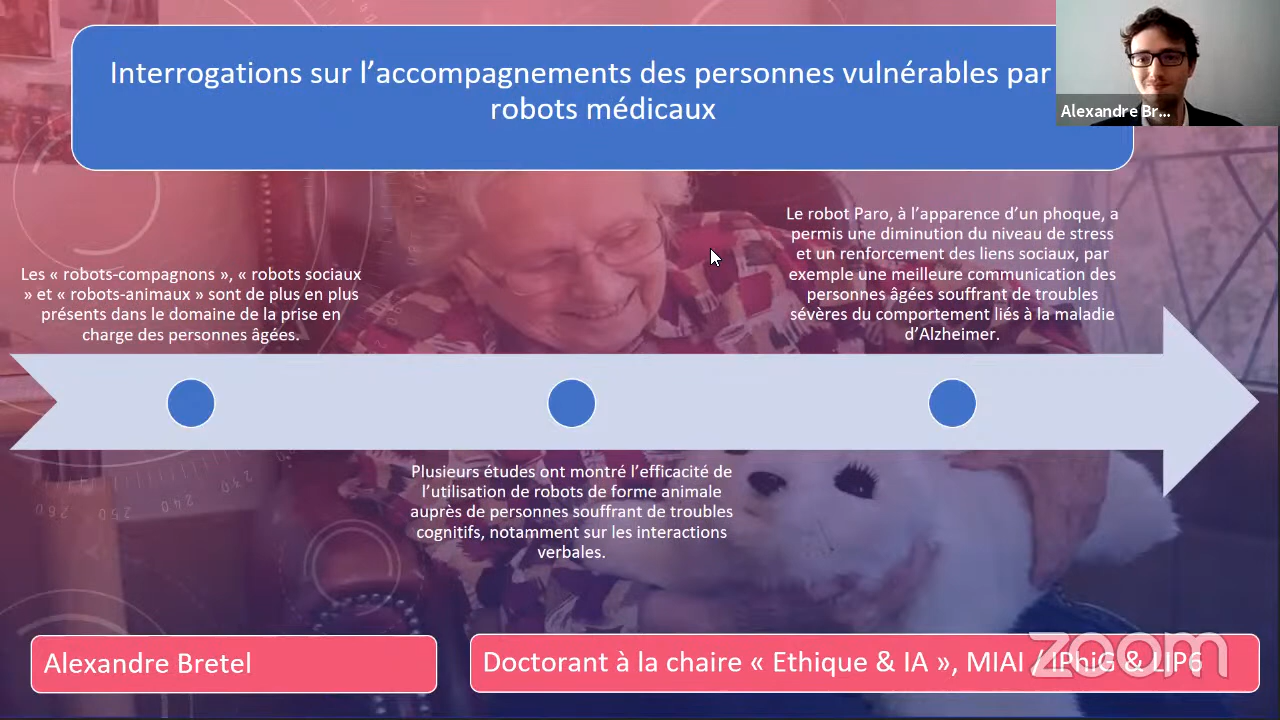 Interrogations sur l’accompagnements des personnes vulnérables par
robots médicaux
Alexandre Br...
Les « robots-compagnons », « robots sociaux
» et « robots-animaux » sont de plus en plus
présents dans le domaine de la prise en
charge des personnes âgées.
Plusieurs études ont montré l’efficacité de
l’utilisation de robots de forme animale
auprès de personnes souffrant de troubles
cognitifs, notamment sur les interactions
verbales.
Le robot Paro, à l’apparence d’un phoque, a
permis une diminution du niveau de stress
et un renforcement des liens sociaux, par
exemple une meilleure communication des
personnes âgées souffrant de troubles
sévères du comportement liés à la maladie
d’Alzheimer.
260 250 240 230
Alexandre Bretel
Doctorant à la chaire « Ethique & IA », MIAI / IPhiG & LIP6
zoom